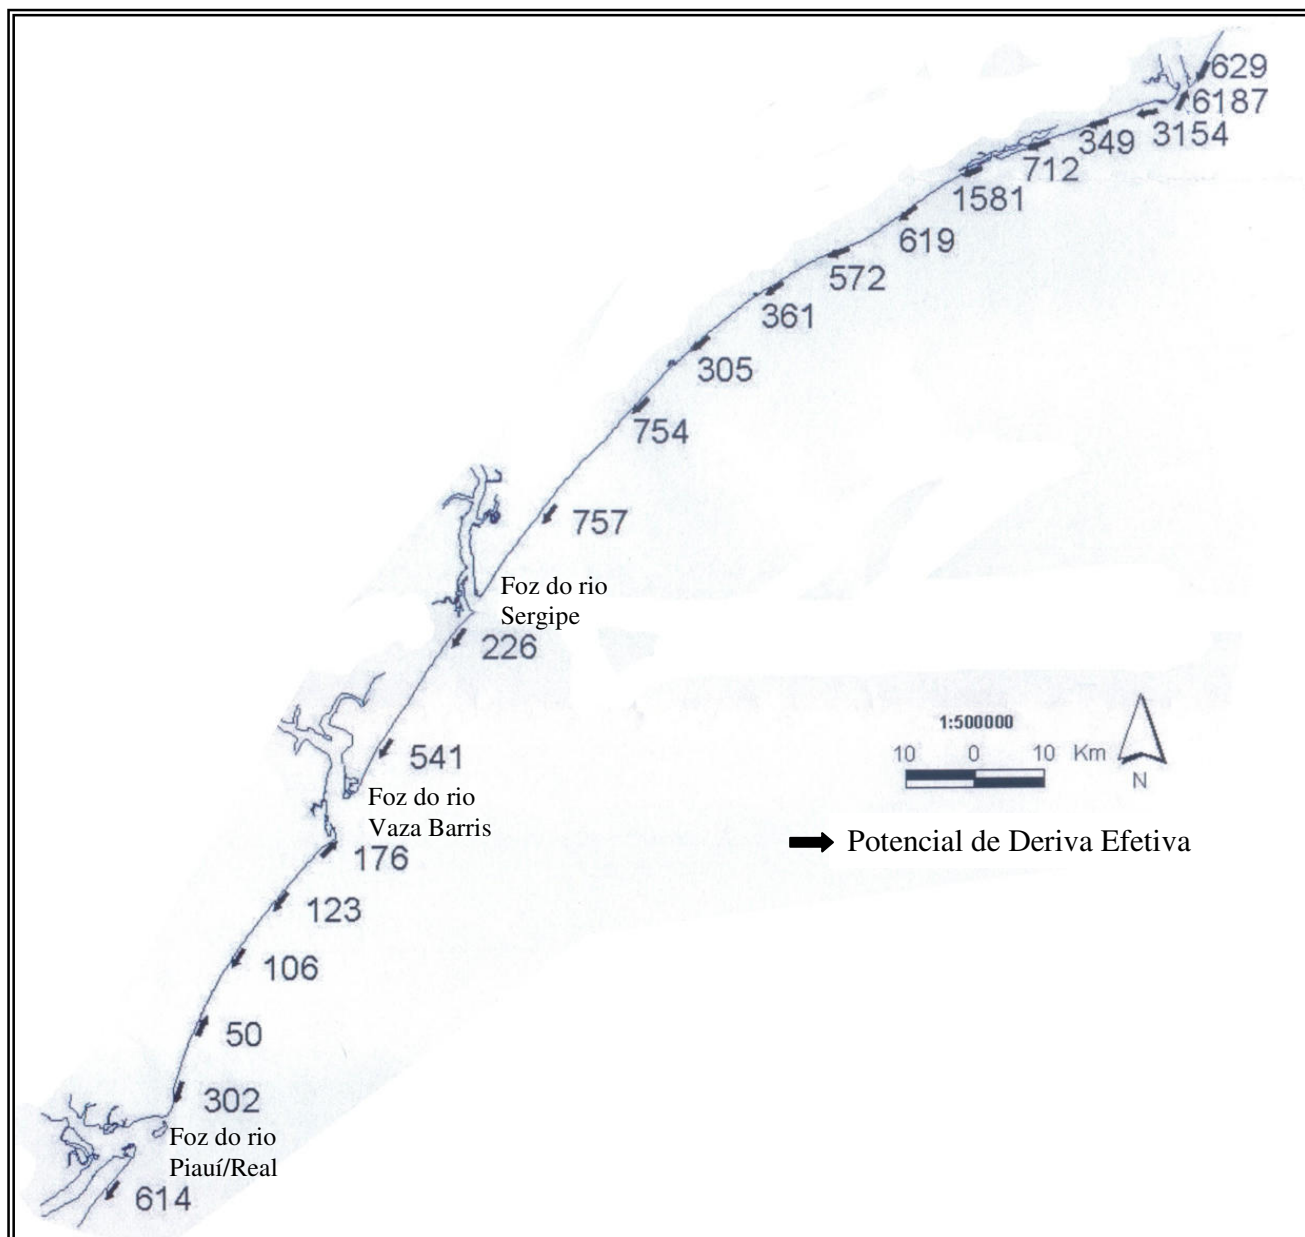 629
6187
3154
349
712
1581
619
572
361
305
754
757
Foz do rio
Sergipe
226
541
Foz do rio
Vaza Barris
176
123
106
50
302
Foz do rio
Piauí/Real
614
1:500000
10 0 10 Km
N
Potencial de Deriva Efetiva